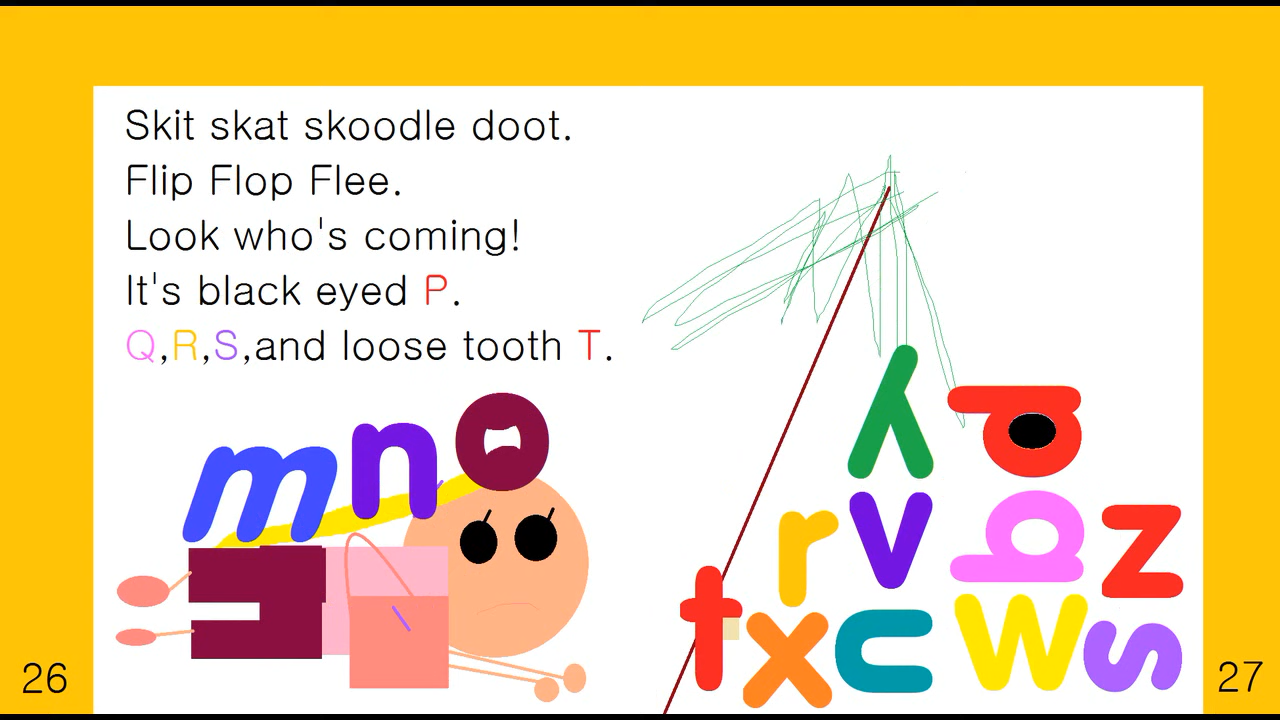 Skit skat skoodle doot.
Flip Flop Flee.
Look who's coming!
It's black eyed P.
Q,R,S,and loose tooth T.
m n o
y p
r v q z
t x u w s
26
27